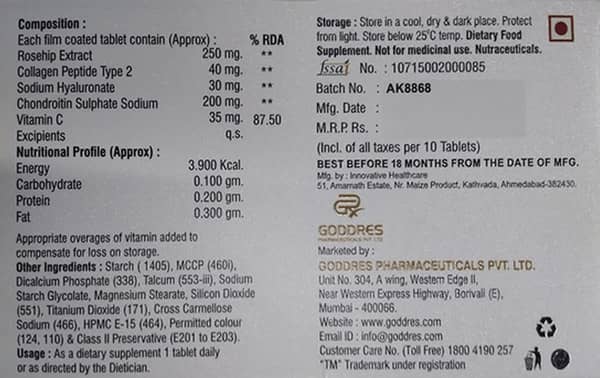 Composition :
Each film coated tablet contain (Approx) : % RDA
Rosehip Extract 250 mg. **
Collagen Peptide Type 2 40 mg. **
Sodium Hyaluronate 30 mg. **
Chondroitin Sulphate Sodium 200 mg. **
Vitamin C 35 mg. 87.50
Excipients q.s.
Nutritional Profile (Approx) :
Energy 3.900 Kcal.
Carbohydrate 0.100 gm.
Protein 0.200 gm.
Fat 0.300 gm.
Appropriate overages of vitamin added to
compensate for loss on storage.
Other Ingredients : Starch ( 1405), MCCP (460i),
Dicalcium Phosphate (338), Talcum (553-iii), Sodium
Starch Glycolate, Magnesium Stearate, Silicon Dioxide
(551), Titanium Dioxide (171), Cross Carmellose
Sodium (466), HPMC E-15 (464), Permitted colour
(124, 110) & Class II Preservative (E201 to E203).
Usage : As a dietary supplement 1 tablet daily
or as directed by the Dietician.
Storage : Store in a cool, dry & dark place. Protect
from light. Store below 25°C temp. Dietary Food
Supplement. Not for medicinal use. Nutraceuticals.
fssai No. : 10715002000085
Batch No. : AK8868
Mfg. Date :
M.R.P. Rs. :
(Incl. of all taxes per 10 Tablets)
BEST BEFORE 18 MONTHS FROM THE DATE OF MFG.
Mfg. by : Innovative Healthcare
51, Amarnath Estate, Nr. Maize Product, Kathvada, Ahmedabad-382430.
GODDRES
PHARMACEUTICALS PVT LTD
Marketed by :
GODDRES PHARMACEUTICALS PVT. LTD.
Unit No. 304, A wing, Western Edge II,
Near Western Express Highway, Borivali (E),
Mumbai - 400066.
Website : www.goddres.com
Email ID : info@goddres.com
Customer Care No. (Toll Free) 1800 4190 257
"TM" Trademark under registration